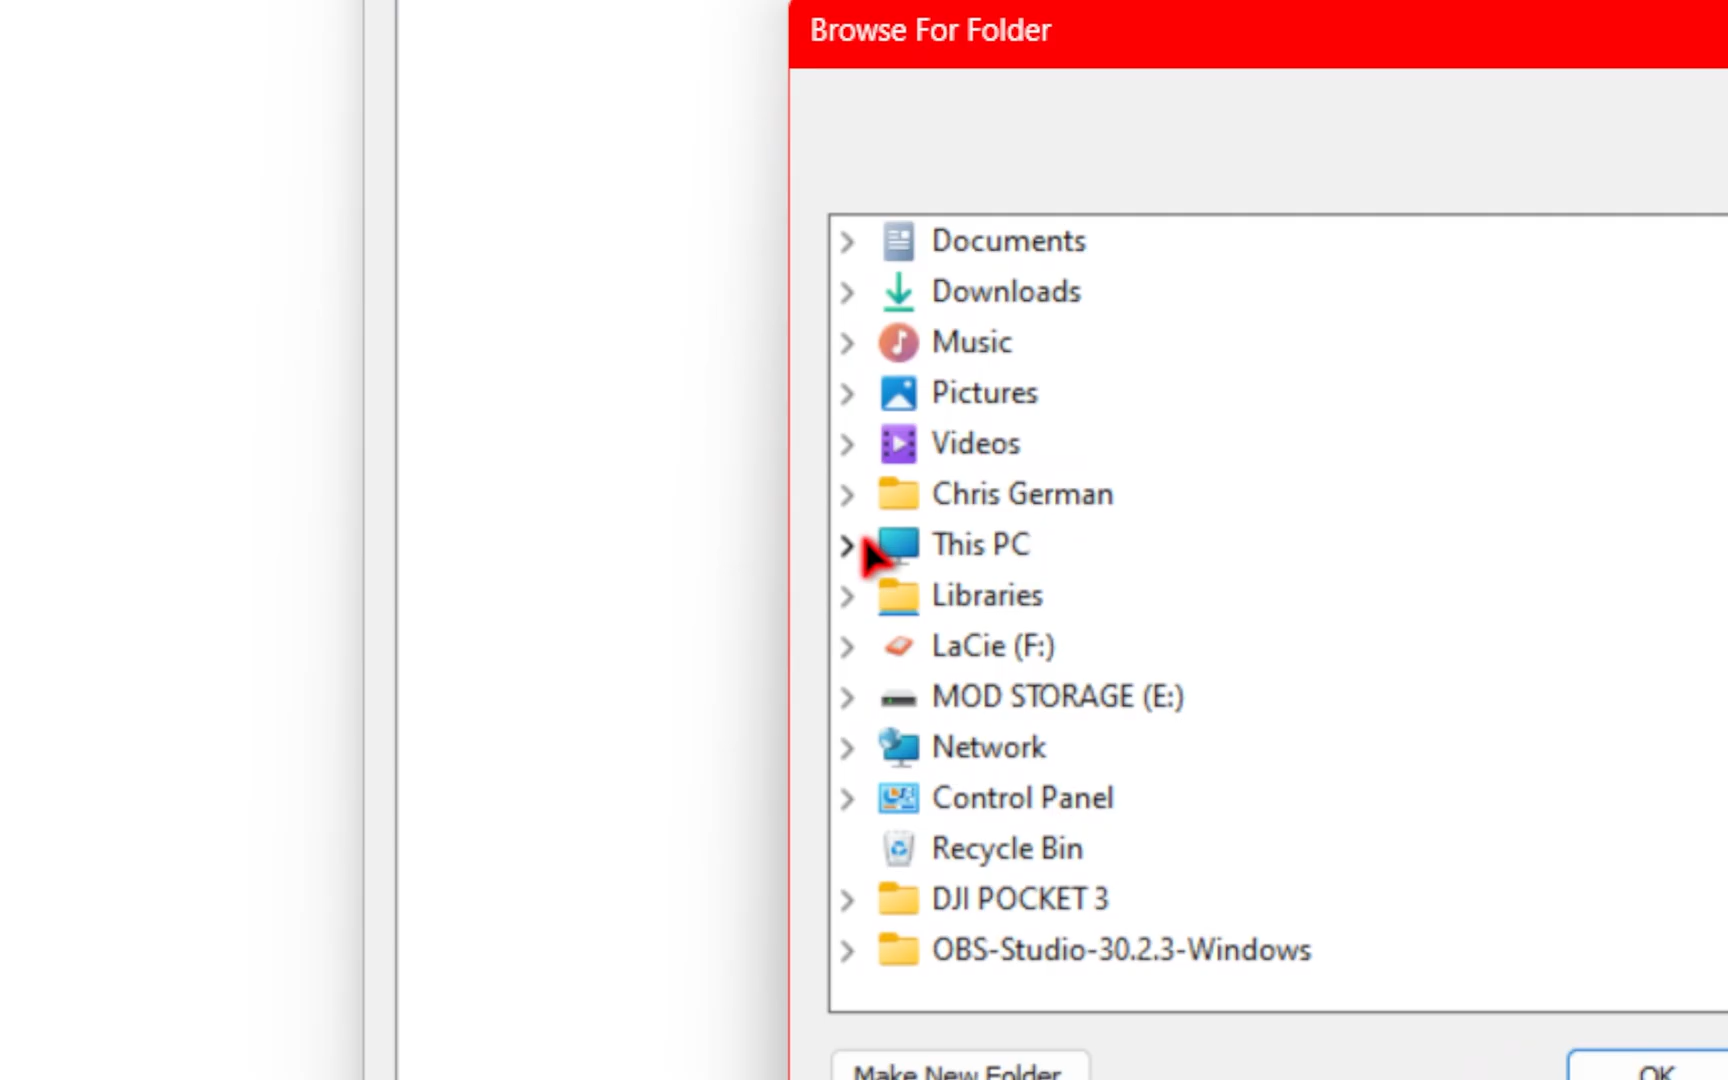 Browse For Folder
Documents
Downloads
Music
Pictures
Videos
Chris German
This PC
Libraries
LaCie (F:)
MOD STORAGE (E:)
Network
Control Panel
Recycle Bin
DJI POCKET 3
OBS-Studio-30.2.3-Windows
Make New Folder
OK